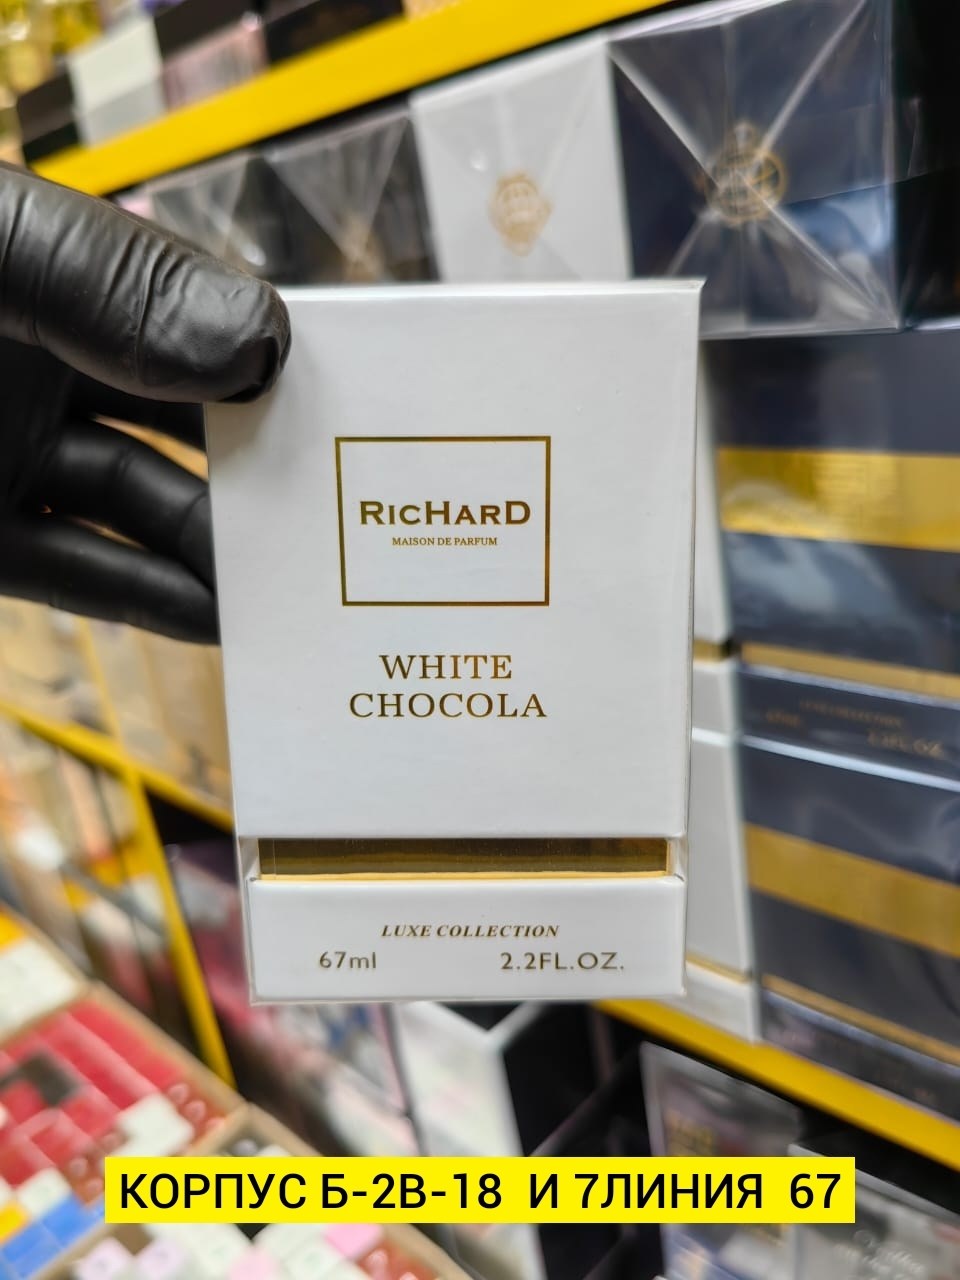 RICHARD
MAISON DE PARFUM
WHITE
CHOCOLA
LUXE COLLECTION
67ml 2.2FL.OZ.
КОРПУС Б-2В-18 И 7ЛИНИЯ 67